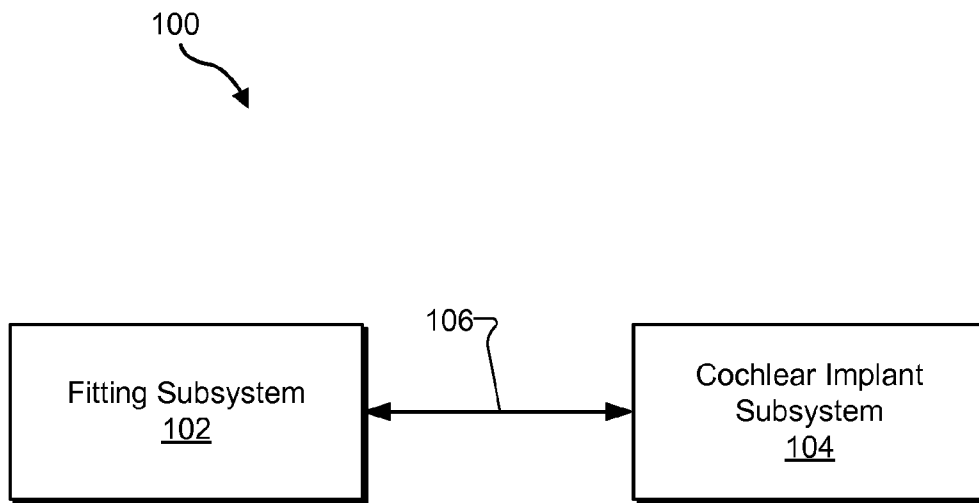 100
106
Fitting Subsystem
102
Cochlear Implant
Subsystem
104